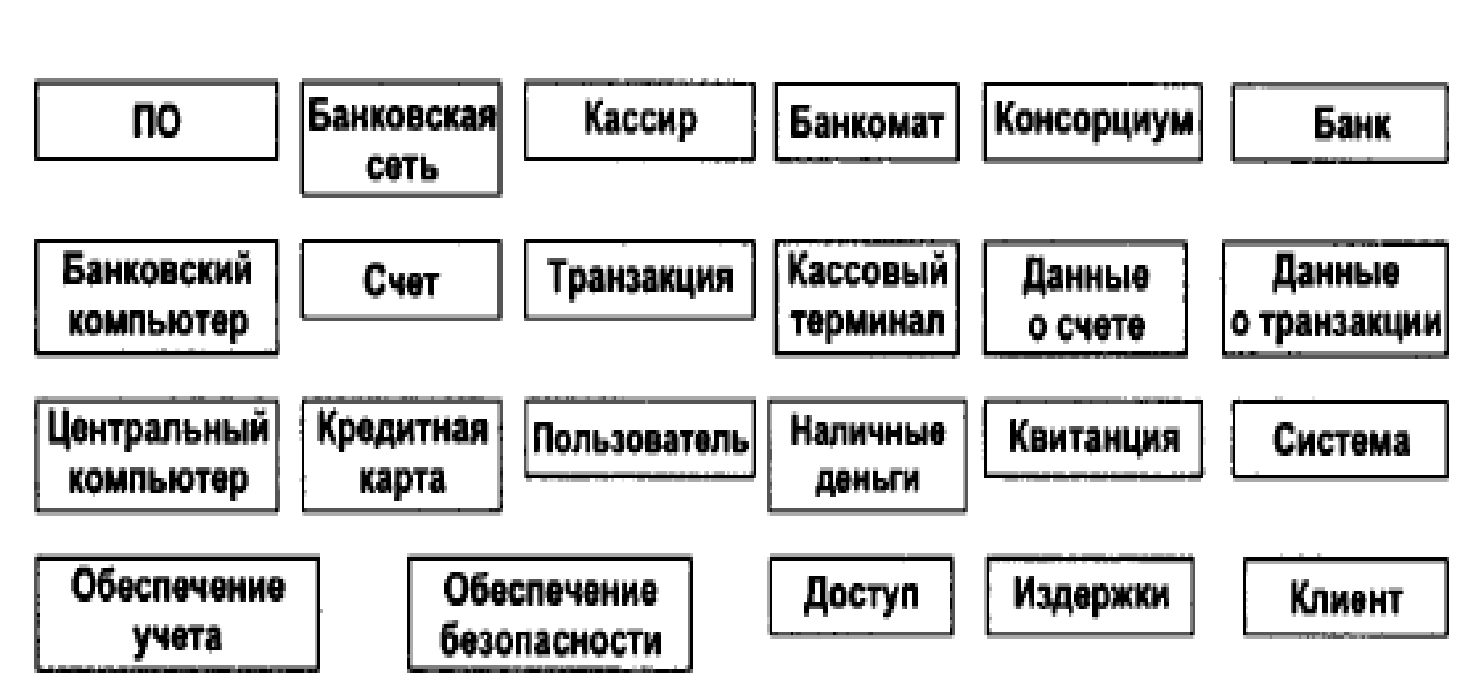 ПО
Банковская
сеть
Кассир
Банкомат
Консорциум
Банк
Банковский
компьютер
Счет
Транзакция
Кассовый
терминал
Данные
о счете
Данные
о транзакции
Центральный
компьютер
Кредитная
карта
Пользователь
Наличные
деньги
Квитанция
Система
Обеспечение
учета
Обеспечение
безопасности
Доступ
Издержки
Клиент